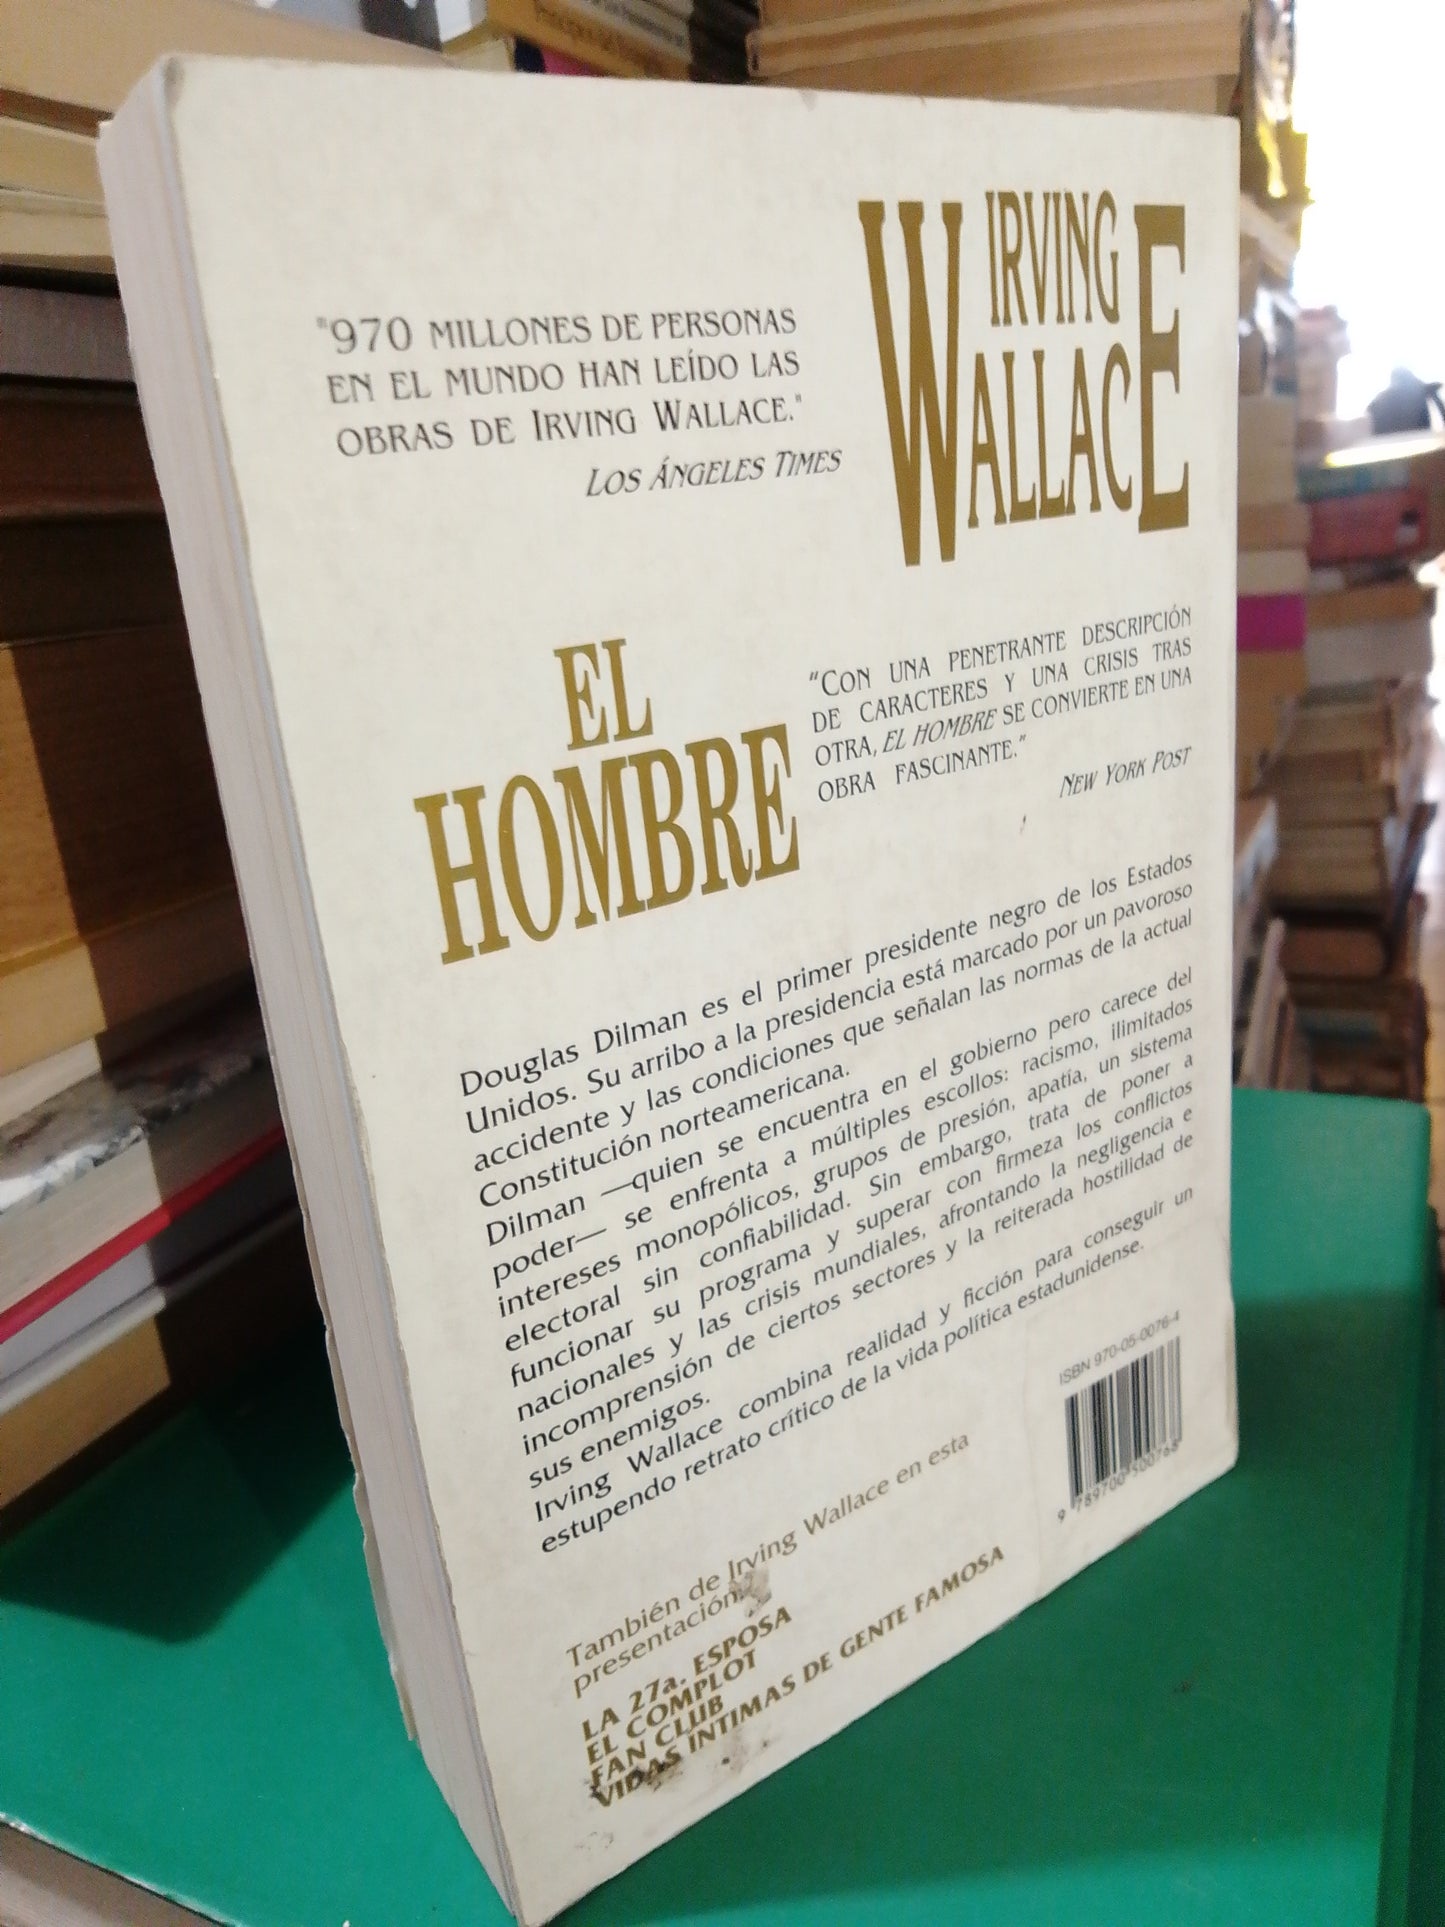 "970 MILLONES DE PERSONAS
EN EL MUNDO HAN LEÍDO LAS
OBRAS DE IRVING WALLACE."
LOS ÁNGELES TIMES
IRVING
WALLACE
EL
HOMBRE
"CON UNA PENETRANTE DESCRIPCIÓN
DE CARACTERES Y UNA CRISIS TRAS
OTRA, EL HOMBRE SE CONVIERTE EN UNA
OBRA FASCINANTE."
NEW YORK POST
Douglas Dilman es el primer presidente negro de los Estados
Unidos. Su arribo a la presidencia está marcado por un pavoroso
accidente y las condiciones que señalan las normas de la actual
Constitución norteamericana.
Dilman —quien se encuentra en el gobierno pero carece del
poder— se enfrenta a múltiples escollos: racismo, ilimitados
intereses monopólicos, grupos de presión, apatía, un sistema
electoral sin confiabilidad. Sin embargo, trata de poner a
funcionar su programa y superar con firmeza los conflictos
nacionales y las crisis mundiales, afrontando la negligencia e
incomprensión de ciertos sectores y la reiterada hostilidad de
sus enemigos.
Irving Wallace combina realidad y ficción para conseguir un
estupendo retrato crítico de la vida política estadunidense.
También de Irving Wallace en esta
presentación:
LA 27a. ESPOSA
EL COMPLOT
FAN CLUB
VIDAS INTIMAS DE GENTE FAMOSA
ISBN 970-05-0076-4
9 789700 500768